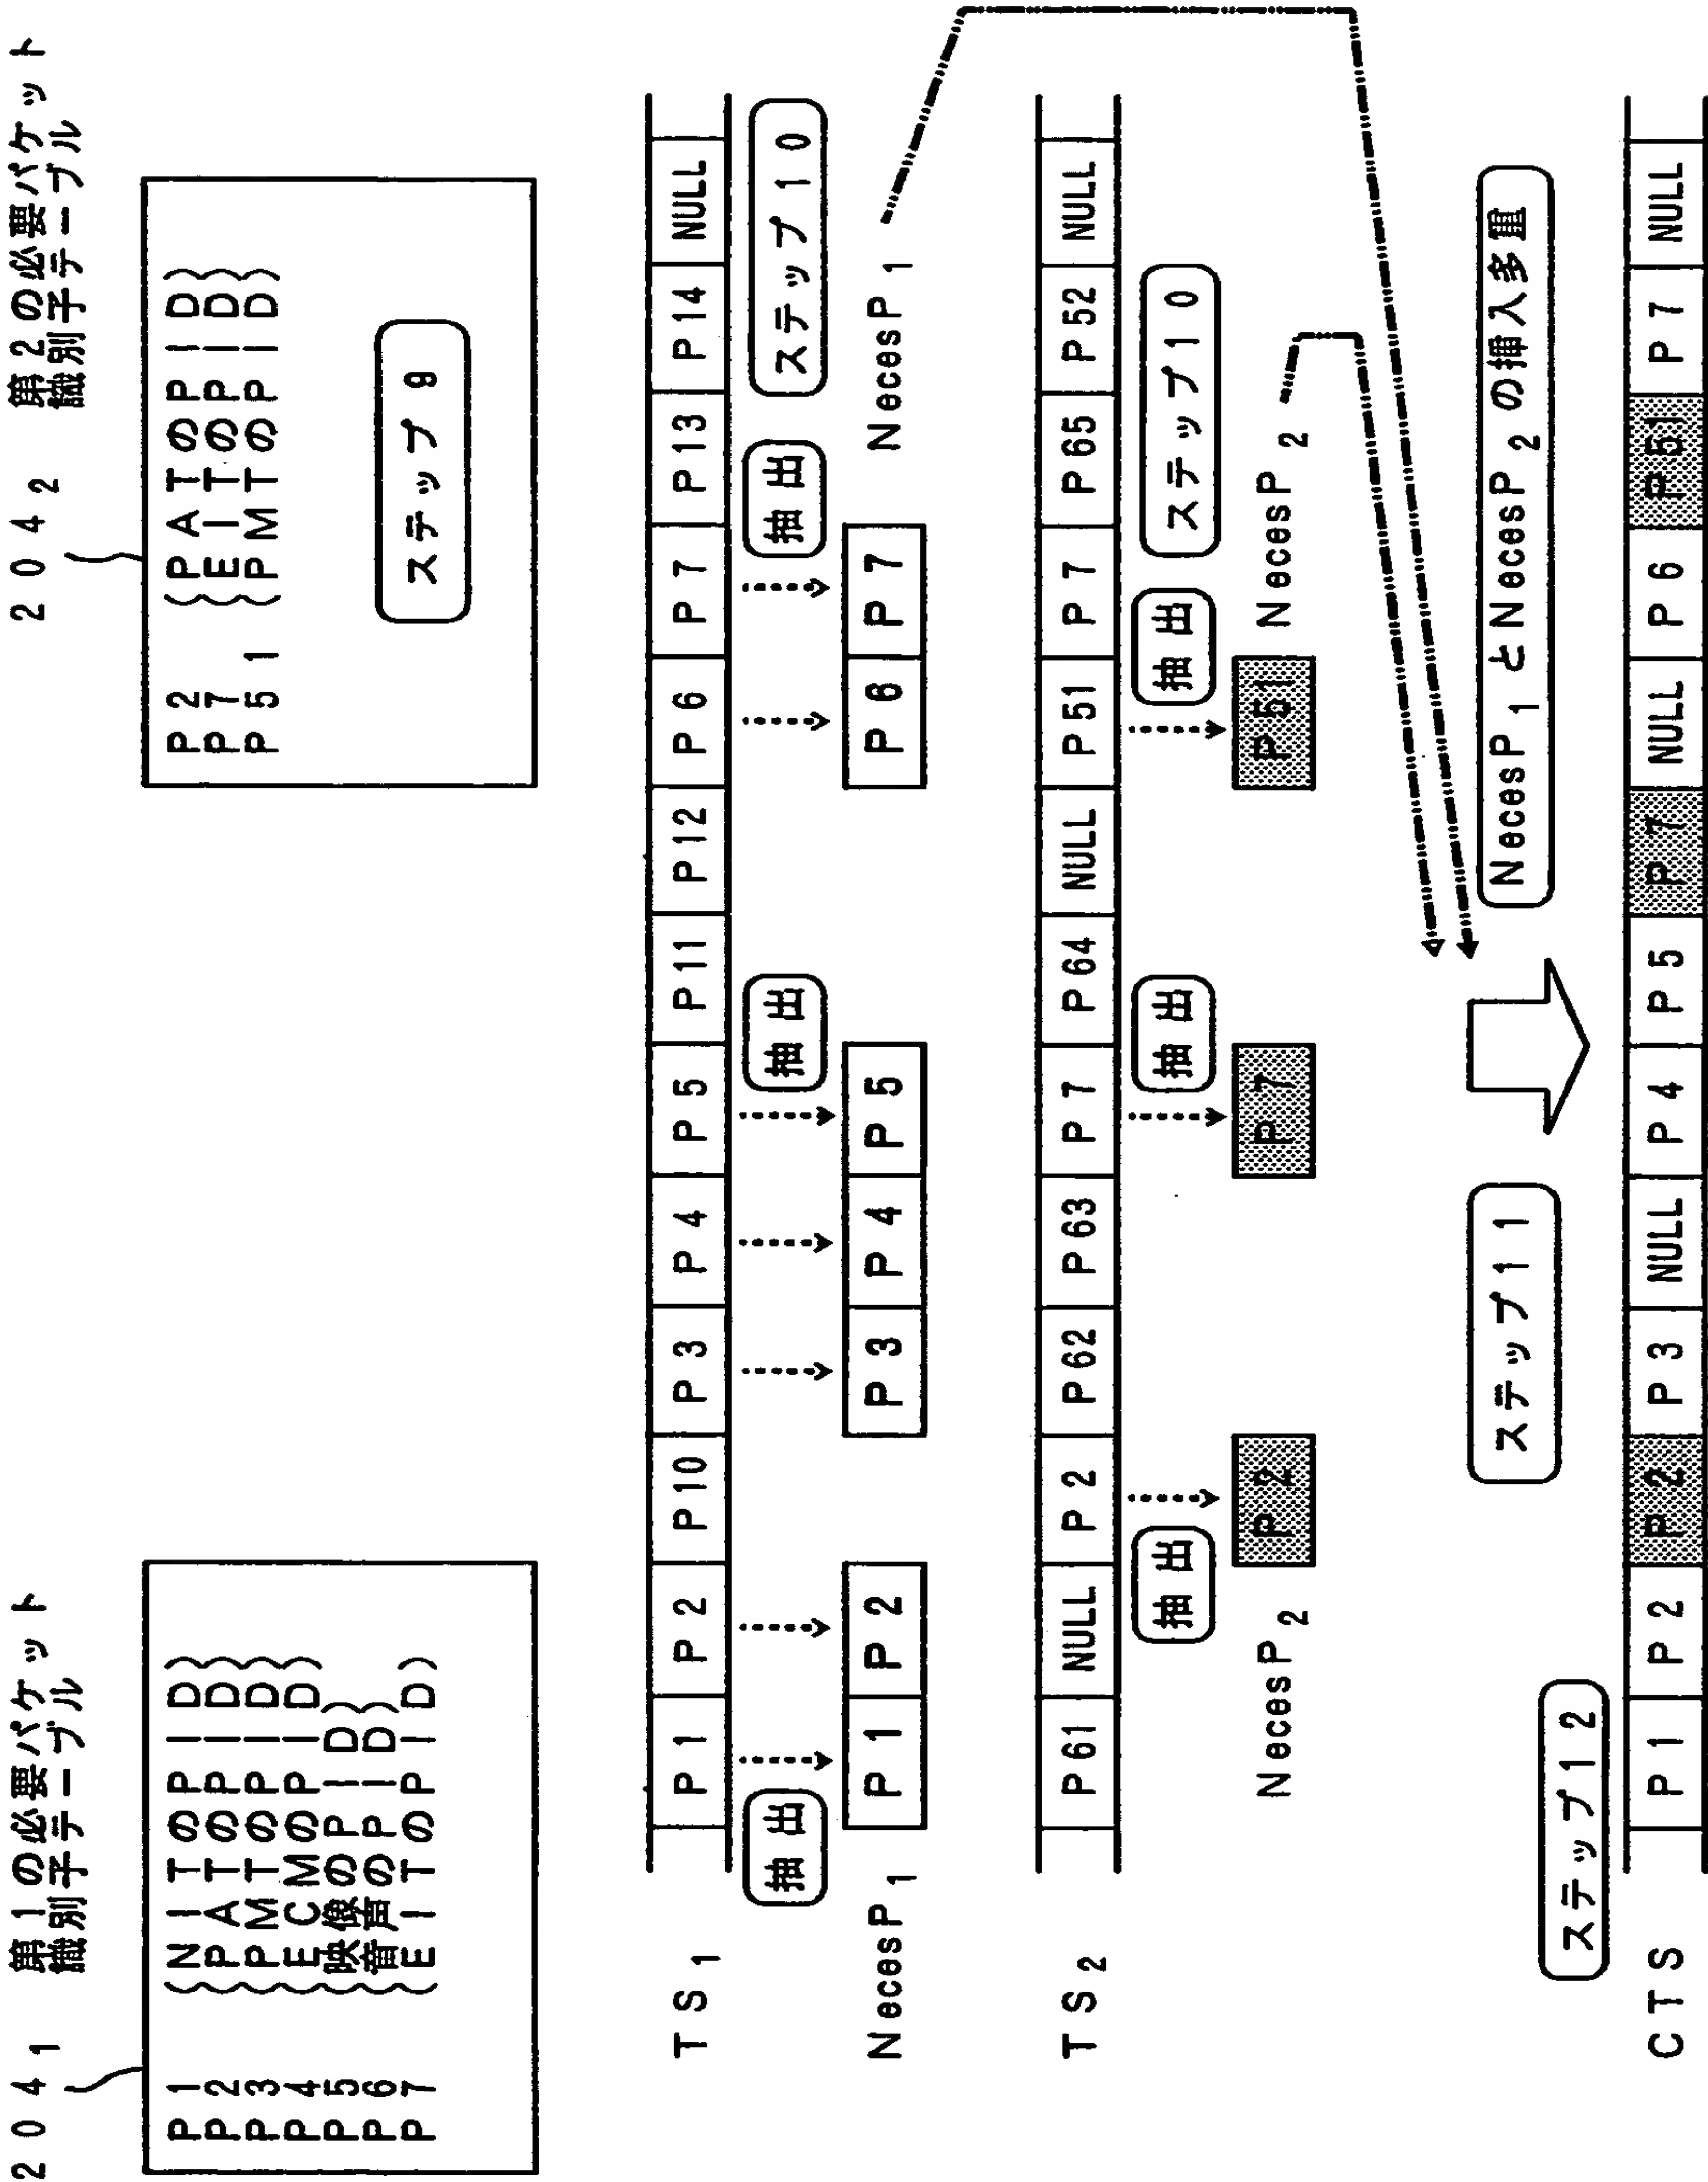 204₁ 第1の必要パケット
識別子テーブル
P1 (NITのPID)
P2 (PATのPID)
P3 (PMTのPID)
P4 (ECMのPID)
P5 (映像のPID)
P6 (音声のPID)
P7 (EITのPID)
204₂ 第2の必要パケット
識別子テーブル
P2 (PATのPID)
P7 (EITのPID)
P51 (PMTのPID)
ステップ9
TS₁ P1 P2 P10 P3 P4 P5 P11 P12 P6 P7 P13 P14 NULL
抽出 抽出 抽出 ステップ10
NecesP₁ P1 P2 P3 P4 P5 P6 P7 NecesP₁
TS₂ P61 NULL P2 P62 P63 P7 P64 NULL P51 P7 P65 P52 NULL
抽出 抽出 抽出 ステップ10
NecesP₂ P2 P7 P51 NecesP₂
ステップ11 NecesP₁とNecesP₂の挿入多重
ステップ12
CTS P1 P2 P2 P3 NULL P4 P5 P7 NULL P6 P51 P7 NULL